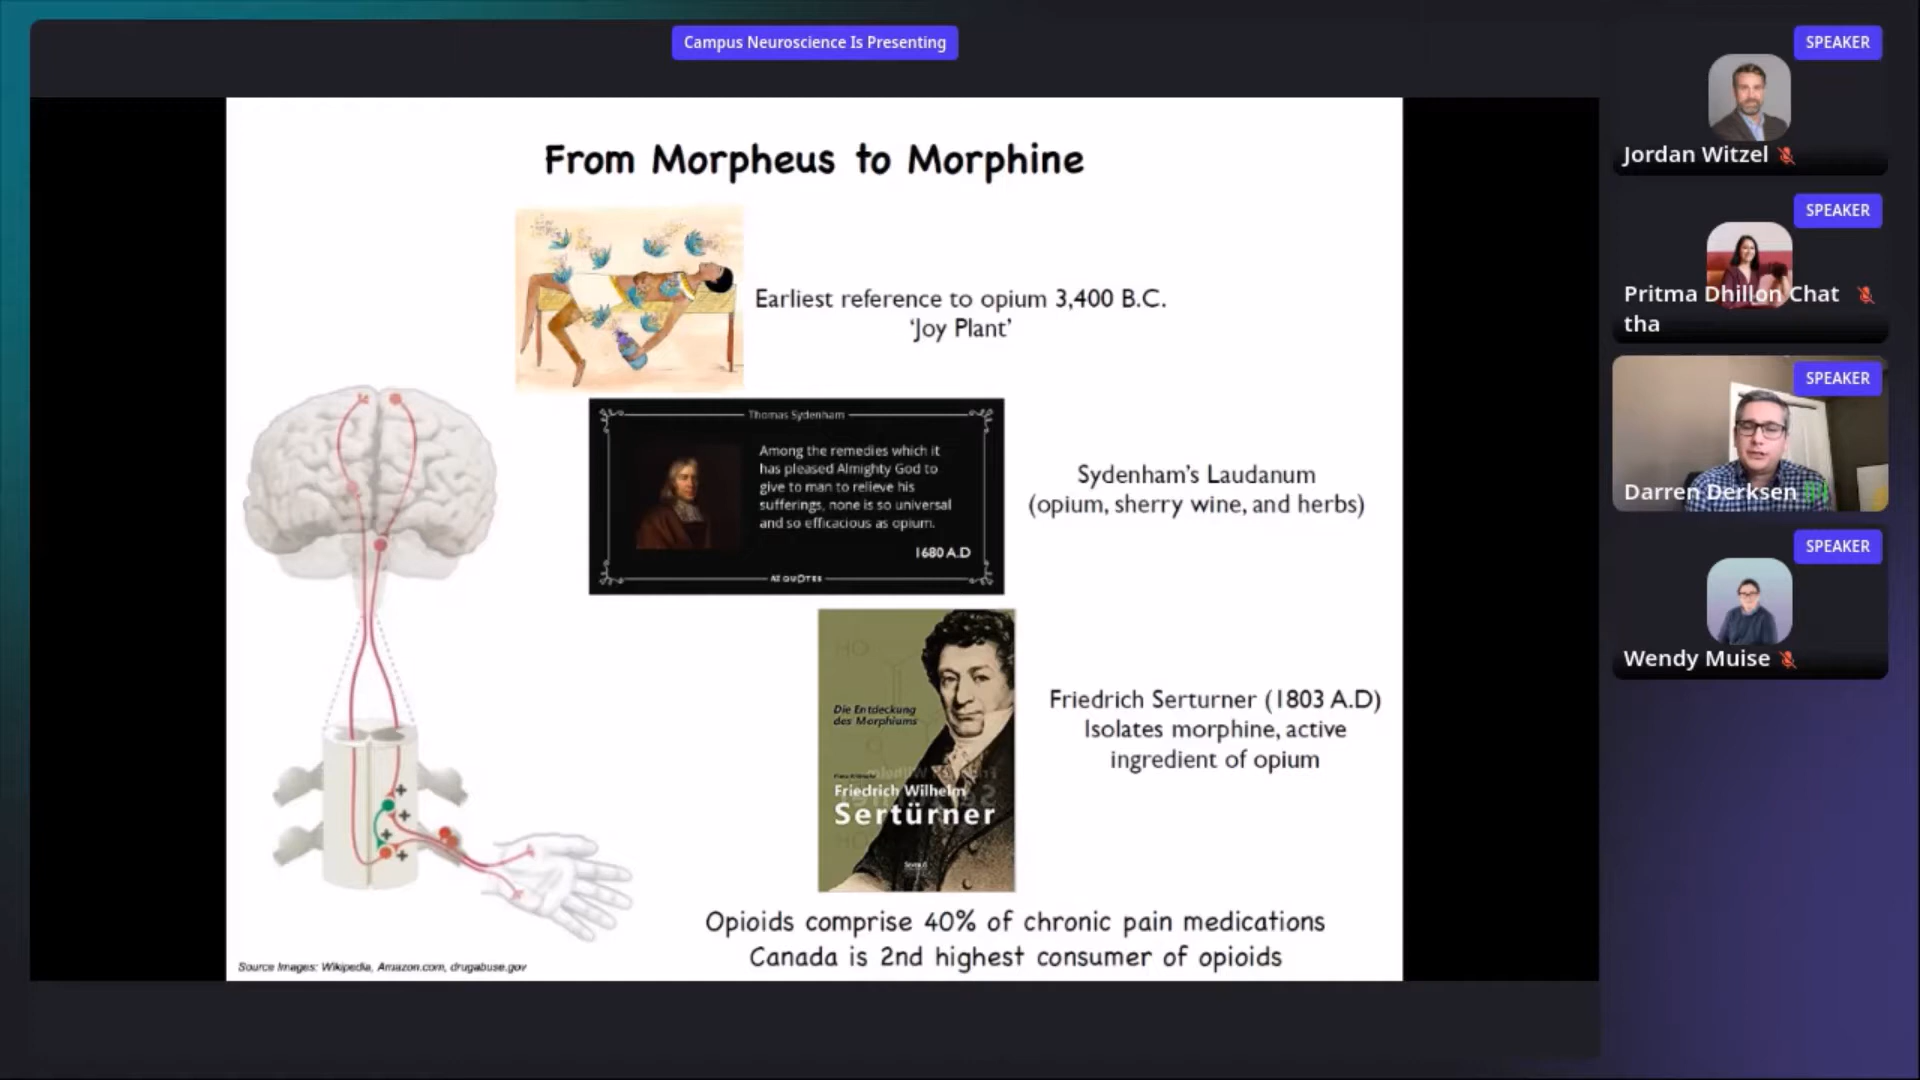 Campus Neuroscience Is Presenting
From Morpheus to Morphine
Earliest reference to opium 3,400 B.C.
‘Joy Plant’
Thomas Sydenham
Among the remedies which it
has pleased Almighty God to
give to man to relieve his
sufferings, none is so universal
and so efficacious as opium.
1680 A.D
AZ QUOTES
Sydenham’s Laudanum
(opium, sherry wine, and herbs)
HO
Die Entdeckung
des Morphiums
Friedrich Wilhelm
Sertürner
Friedrich Serturner (1803 A.D)
Isolates morphine, active
ingredient of opium
Opioids comprise 40% of chronic pain medications
Canada is 2nd highest consumer of opioids
Source Images: Wikipedia, Amazon.com, drugabuse.gov
SPEAKER
Jordan Witzel
SPEAKER
Pritma Dhillon Chat
tha
SPEAKER
Darren Derksen
SPEAKER
Wendy Muise